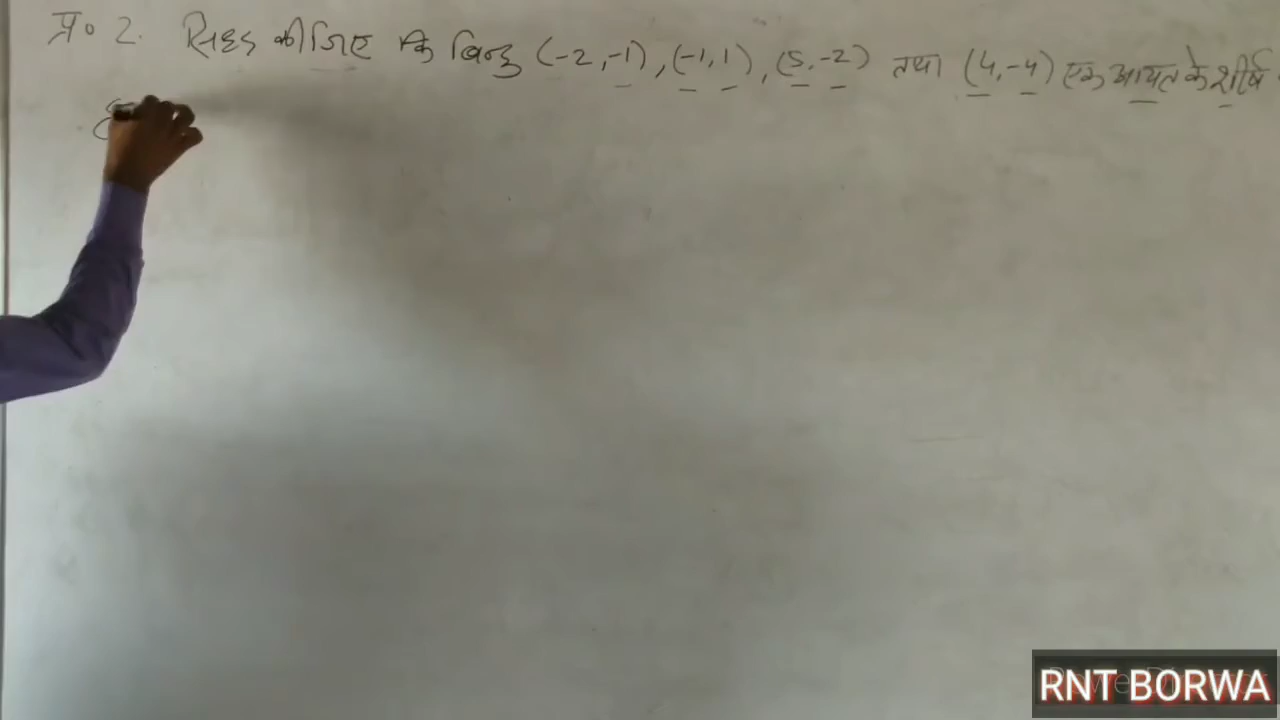 प्र० 2. सिद्ध कीजिए कि बिन्दु (-2,-1), (-1,1), (5,-2) तथा (4,-4) एक आयत के शीर्ष
RNT BORWA